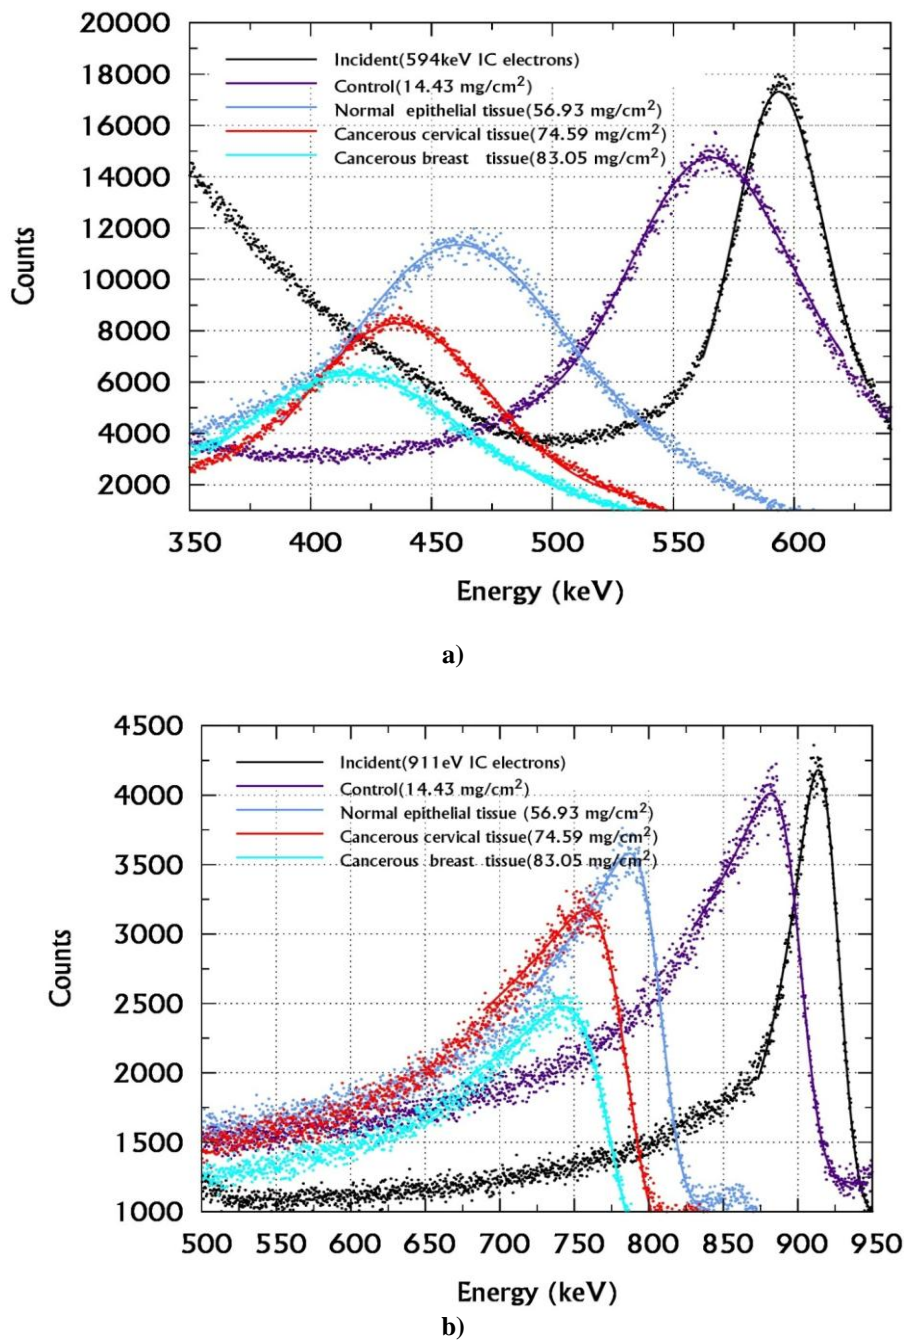 a)
20000
18000
16000
14000
12000
10000
8000
6000
4000
2000
Counts
Incident(594keV IC electrons)
Control(14.43 mg/cm²)
Normal epithelial tissue(56.93 mg/cm²)
Cancerous cervical tissue(74.59 mg/cm²)
Cancerous breast tissue(83.05 mg/cm²)
350 400 450 500 550 600
Energy (keV)
a)
4500
4000
3500
3000
2500
2000
1500
1000
Counts
Incident(911eV IC electrons)
Control(14.43 mg/cm²)
Normal epithelial tissue (56.93 mg/cm²)
Cancerous cervical tissue(74.59 mg/cm²)
Cancerous breast tissue(83.05 mg/cm²)
500 550 600 650 700 750 800 850 900 950
Energy (keV)
b)